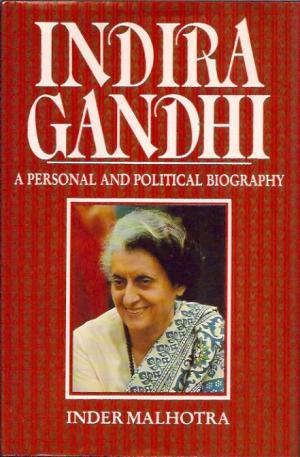 INDIRA
GANDHI
A PERSONAL AND POLITICAL BIOGRAPHY
INDER MALHOTRA